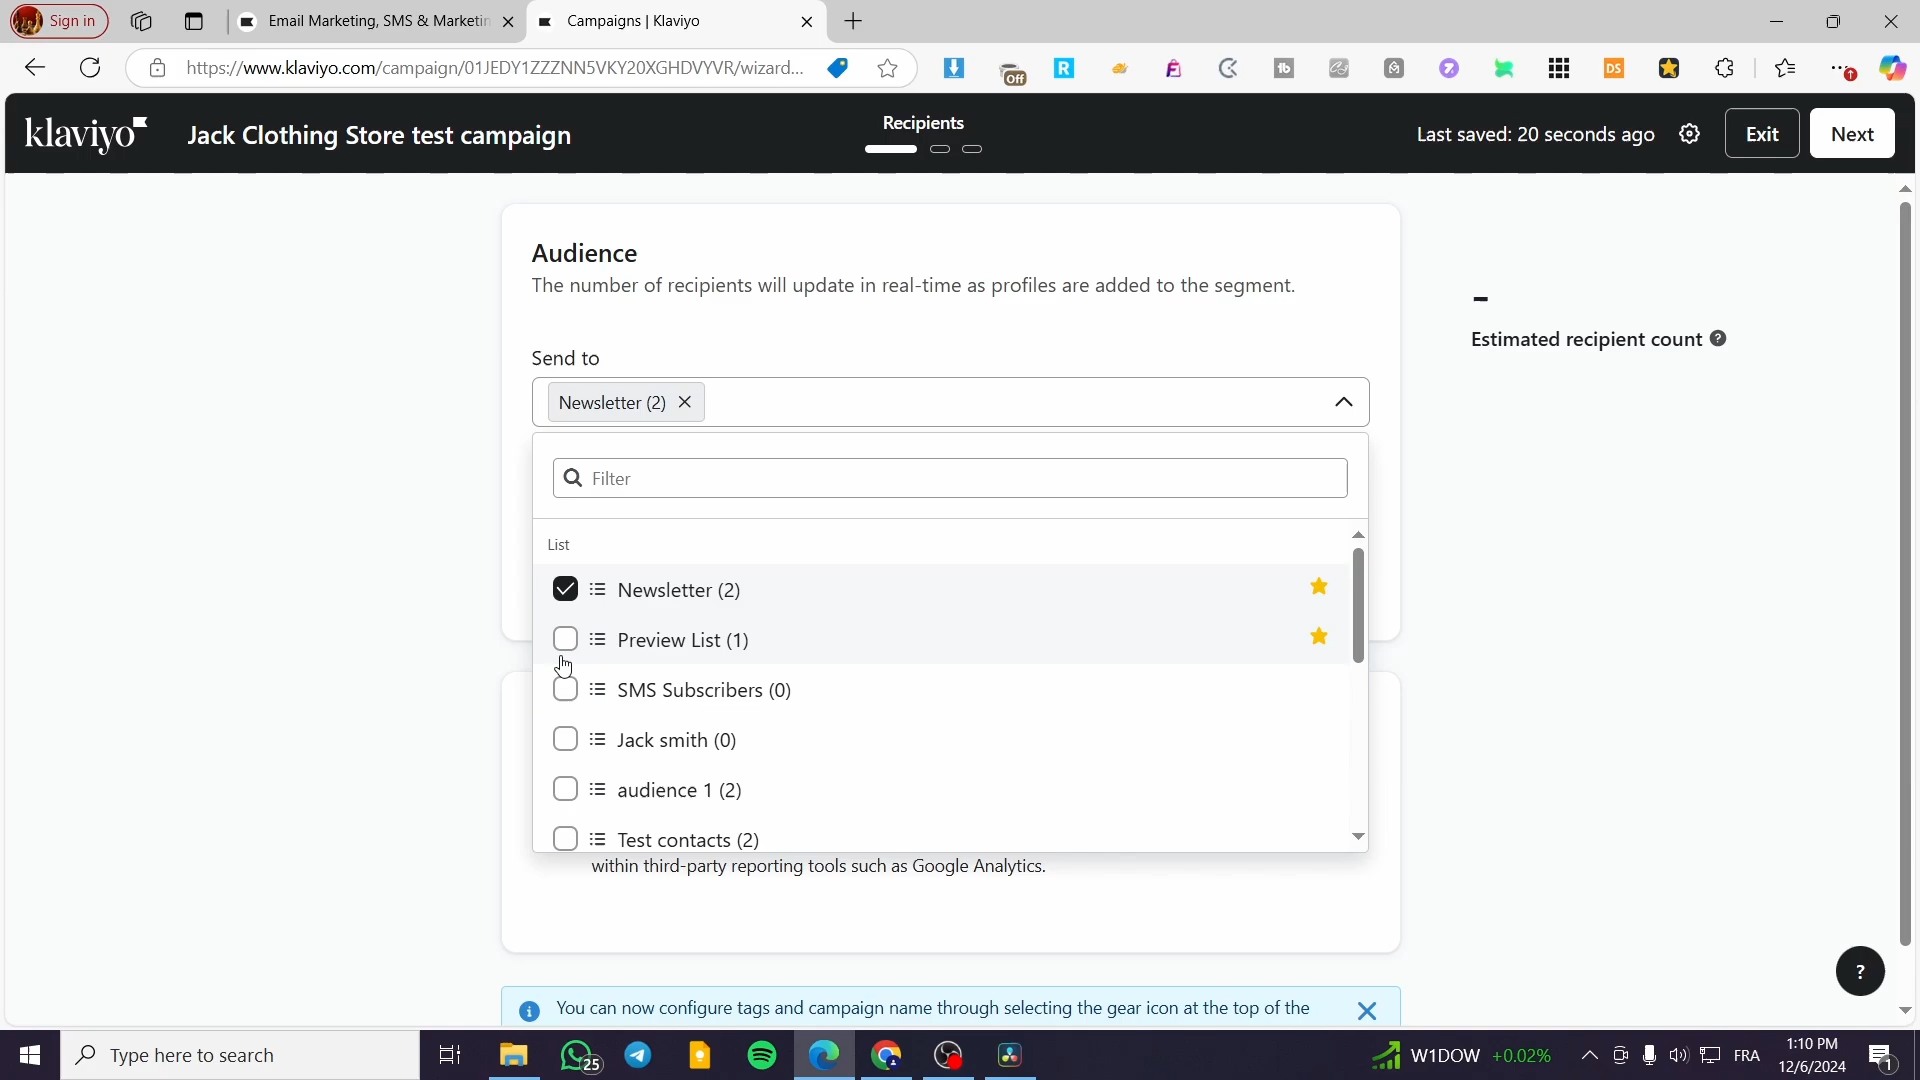 Sign in
Email Marketing, SMS & Marketin
Campaigns | Klaviyo
https://www.klaviyo.com/campaign/01JEDY1ZZZNN5VKY20XGHDVYVR/wizard...
Off
klaviyo
Jack Clothing Store test campaign
Recipients
Last saved: 20 seconds ago
Exit
Next
Audience
The number of recipients will update in real-time as profiles are added to the segment.
-
Estimated recipient count
Send to
Newsletter (2)
Filter
List
Newsletter (2)
Preview List (1)
SMS Subscribers (0)
Jack smith (0)
audience 1 (2)
Test contacts (2)
within third-party reporting tools such as Google Analytics.
You can now configure tags and campaign name through selecting the gear icon at the top of the
?
Type here to search
25
W1DOW +0.02%
FRA
1:10 PM
12/6/2024
1